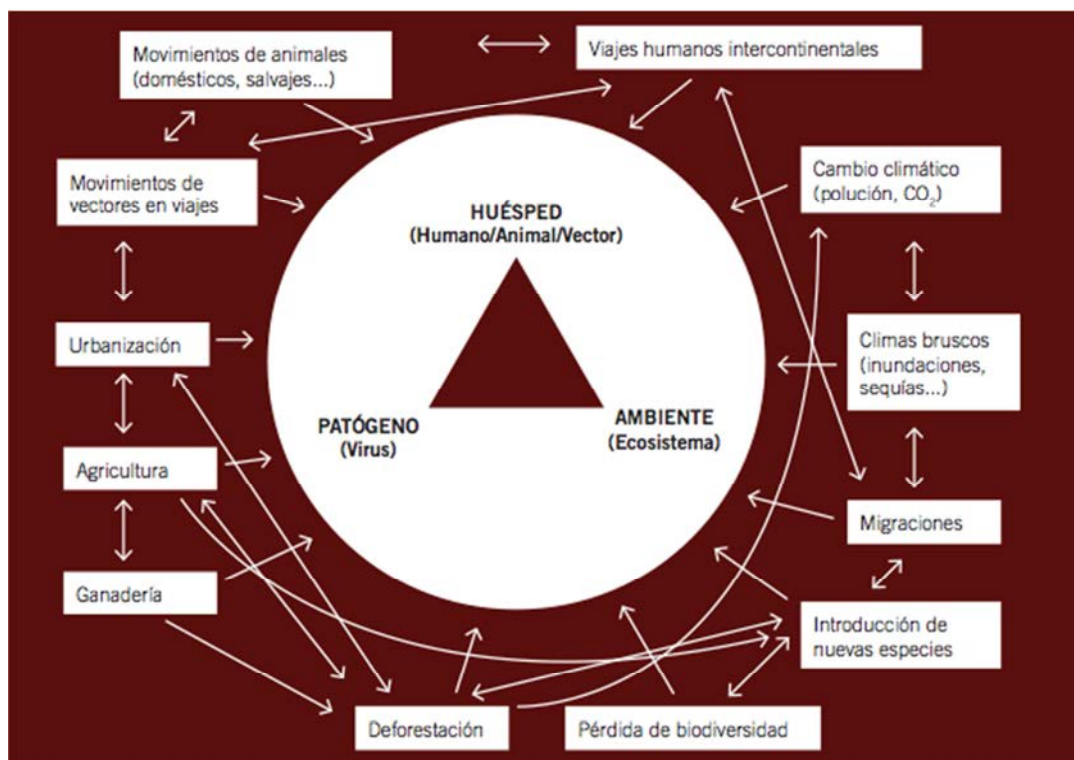 Movimientos de animales
(domésticos, salvajes...)
Viajes humanos intercontinentales
Movimientos de
vectores en viajes
Cambio climático
(polución, CO₂)
HUÉSPED
(Humano/Animal/Vector)
Urbanización
Climas bruscos
(inundaciones,
sequías...)
PATÓGENO
(Virus)
AMBIENTE
(Ecosistema)
Agricultura
Migraciones
Ganadería
Introducción de
nuevas especies
Deforestación
Pérdida de biodiversidad